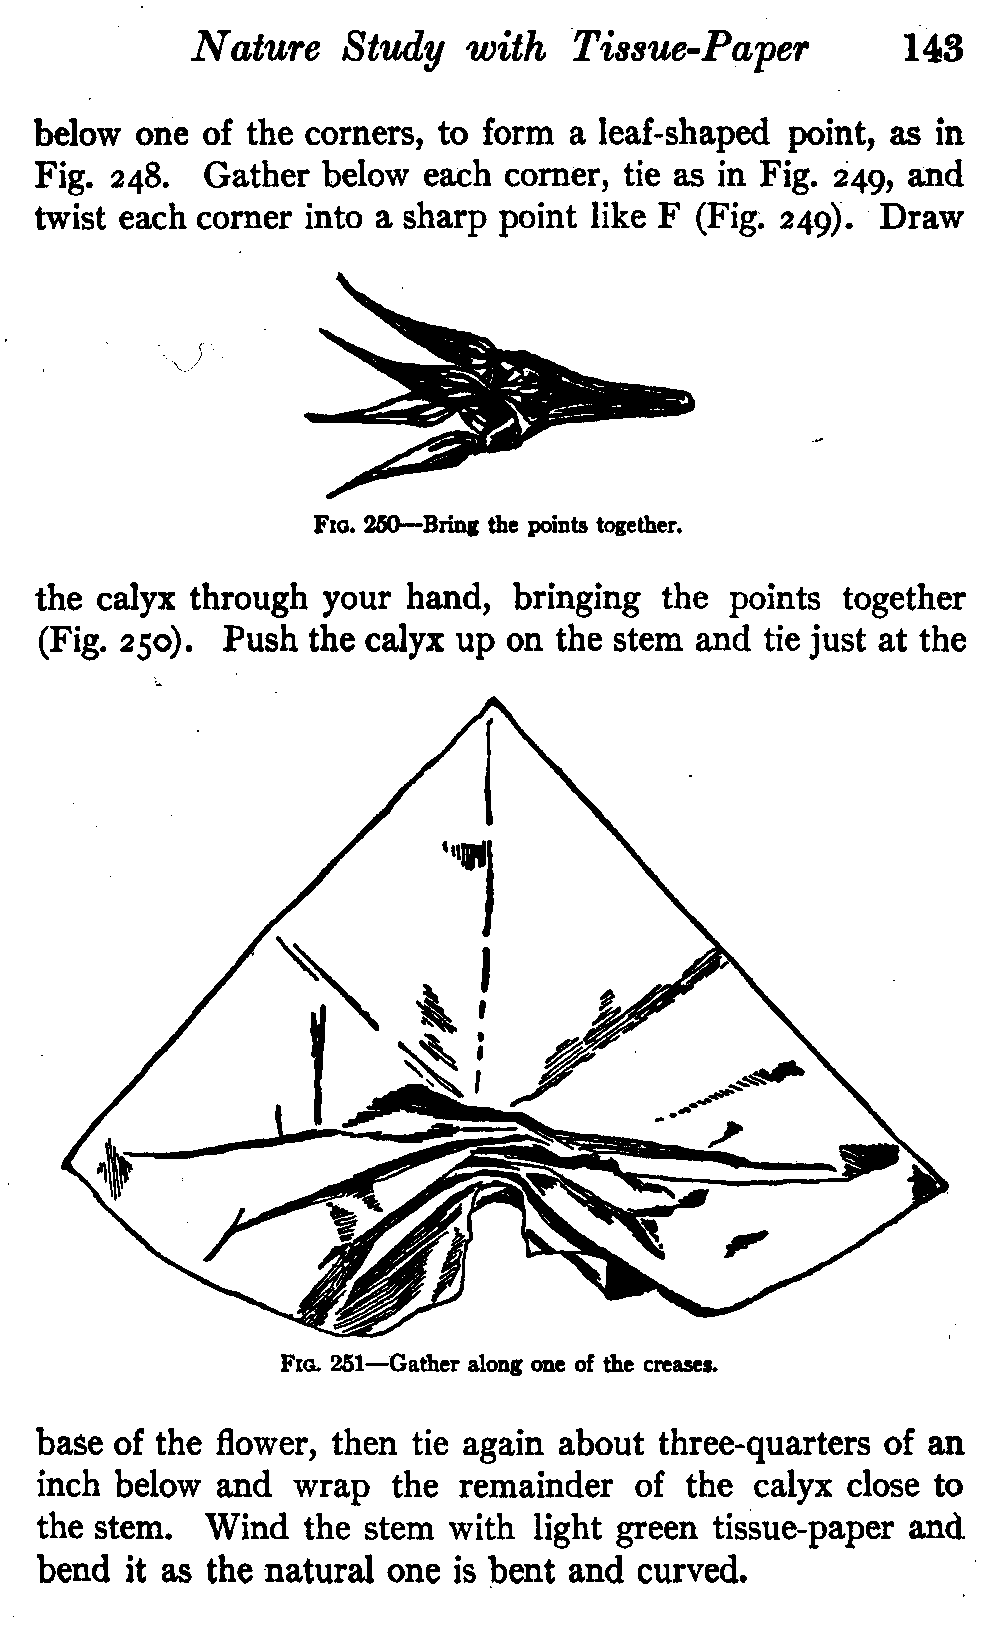 Nature Study with Tissue-Paper 143
below one of the corners, to form a leaf-shaped point, as in
Fig. 248. Gather below each corner, tie as in Fig. 249, and
twist each corner into a sharp point like F (Fig. 249). Draw
FIG. 250—Bring the points together.
the calyx through your hand, bringing the points together
(Fig. 250). Push the calyx up on the stem and tie just at the
FIG. 251—Gather along one of the creases.
base of the flower, then tie again about three-quarters of an
inch below and wrap the remainder of the calyx close to
the stem. Wind the stem with light green tissue-paper and
bend it as the natural one is bent and curved.